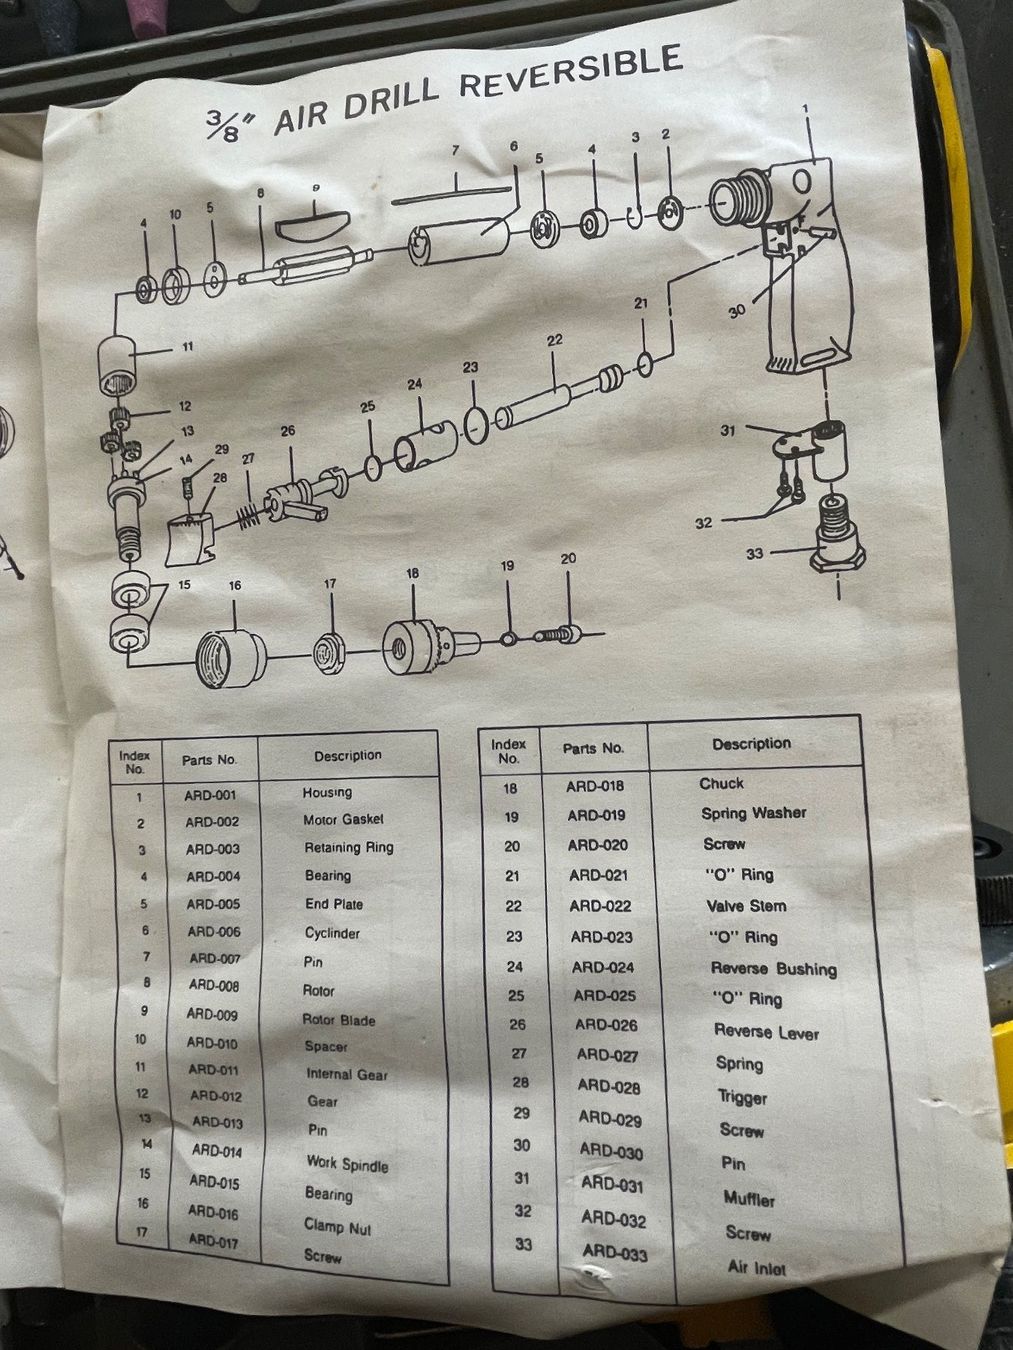 3/8" AIR DRILL REVERSIBLE
1
2
3
4
5
6
7
8
9
5
10
4
30
21
22
23
24
25
26
27
28
29
11
12
13
14
31
32
33
15
16
17
18
19
20
Index No. Parts No. Description
1 ARD-001 Housing
2 ARD-002 Motor Gasket
3 ARD-003 Retaining Ring
4 ARD-004 Bearing
5 ARD-005 End Plate
6 ARD-006 Cyclinder
7 ARD-007 Pin
8 ARD-008 Rotor
9 ARD-009 Rotor Blade
10 ARD-010 Spacer
11 ARD-011 Internal Gear
12 ARD-012 Gear
13 ARD-013 Pin
14 ARD-014 Work Spindle
15 ARD-015 Bearing
16 ARD-016 Clamp Nut
17 ARD-017 Screw
Index No. Parts No. Description
18 ARD-018 Chuck
19 ARD-019 Spring Washer
20 ARD-020 Screw
21 ARD-021 "O" Ring
22 ARD-022 Valve Stem
23 ARD-023 "O" Ring
24 ARD-024 Reverse Bushing
25 ARD-025 "O" Ring
26 ARD-026 Reverse Lever
27 ARD-027 Spring
28 ARD-028 Trigger
29 ARD-029 Screw
30 ARD-030 Pin
31 ARD-031 Muffler
32 ARD-032 Screw
33 ARD-033 Air Inlet